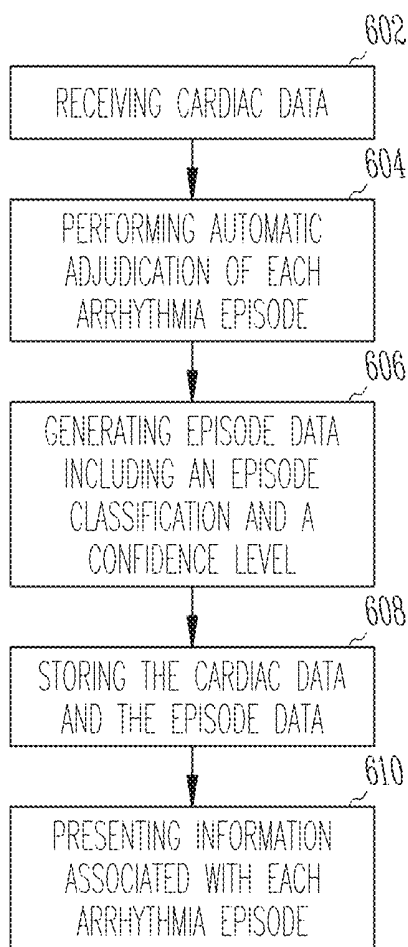 602
RECEIVING CARDIAC DATA
604
PERFORMING AUTOMATIC
ADJUDICATION OF EACH
ARRHYTHMIA EPISODE
606
GENERATING EPISODE DATA
INCLUDING AN EPISODE
CLASSIFICATION AND A
CONFIDENCE LEVEL
608
STORING THE CARDIAC DATA
AND THE EPISODE DATA
610
PRESENTING INFORMATION
ASSOCIATED WITH EACH
ARRHYTHMIA EPISODE